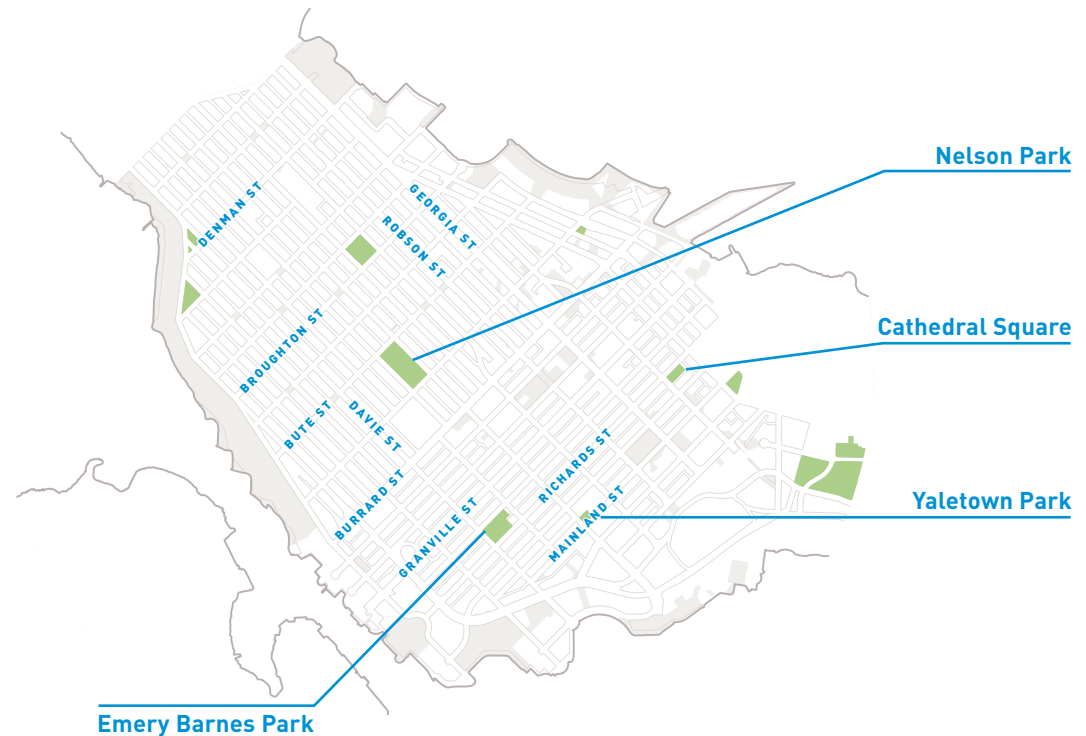 Nelson Park
DENMAN ST
GEORGIA ST
ROBSON ST
Cathedral Square
BROUGHTON ST
BUTE ST
DAVIE ST
RICHARDS ST
BURRARD ST
Yaletown Park
MAINLAND ST
GRANVILLE ST
Emery Barnes Park